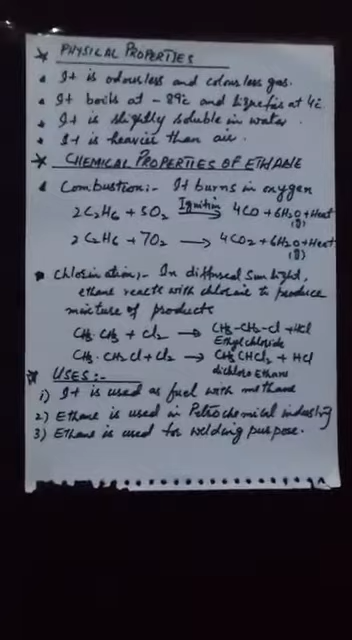 * PHYSICAL PROPERTIES
• It is odourless and colourless gas.
• It boils at -89°c and liquefies at 4°c
• It is slightly soluble in water.
• It is heavier than air.
* CHEMICAL PROPERTIES OF ETHANE
• Combustion:- It burns in oxygen
2C2H6 + 5O2 Ignition → 4CO + 6H2O + Heat
(g)
2C2H6 + 7O2 → 4CO2 + 6H2O + Heat
(g)
• Chlorination:- In diffused sunlight,
ethane reacts with chlorine to produce
mixture of products
CH3-CH3 + Cl2 → CH3-CH2-Cl + HCl
Ethyl chloride
CH3-CH2Cl + Cl2 → CH3CHCl2 + HCl
dichloro Ethane
* USES:-
1) It is used as fuel with methane
2) Ethane is used in Petrochemical industry
3) Ethane is used for welding purpose.